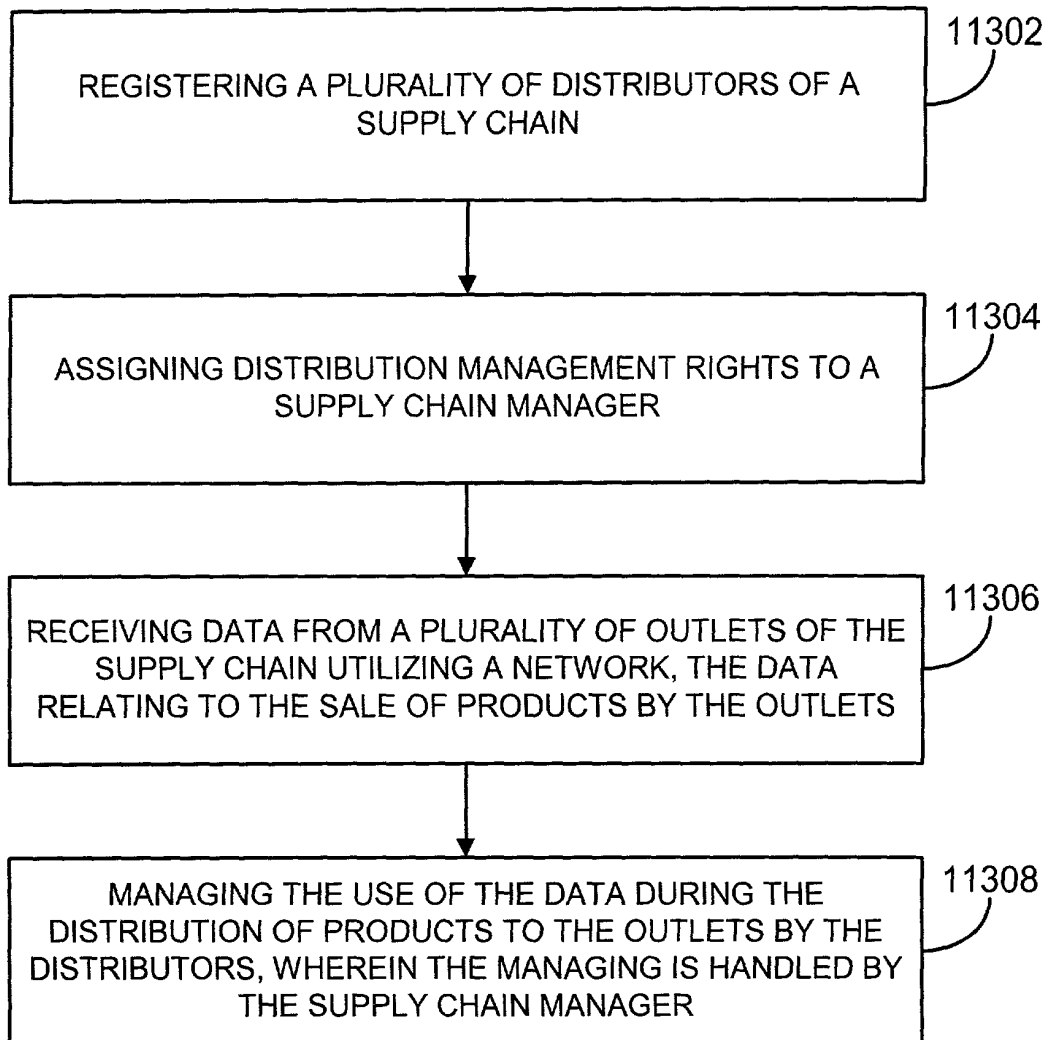 11302
REGISTERING A PLURALITY OF DISTRIBUTORS OF A
SUPPLY CHAIN
11304
ASSIGNING DISTRIBUTION MANAGEMENT RIGHTS TO A
SUPPLY CHAIN MANAGER
11306
RECEIVING DATA FROM A PLURALITY OF OUTLETS OF THE
SUPPLY CHAIN UTILIZING A NETWORK, THE DATA
RELATING TO THE SALE OF PRODUCTS BY THE OUTLETS
11308
MANAGING THE USE OF THE DATA DURING THE
DISTRIBUTION OF PRODUCTS TO THE OUTLETS BY THE
DISTRIBUTORS, WHEREIN THE MANAGING IS HANDLED BY
THE SUPPLY CHAIN MANAGER